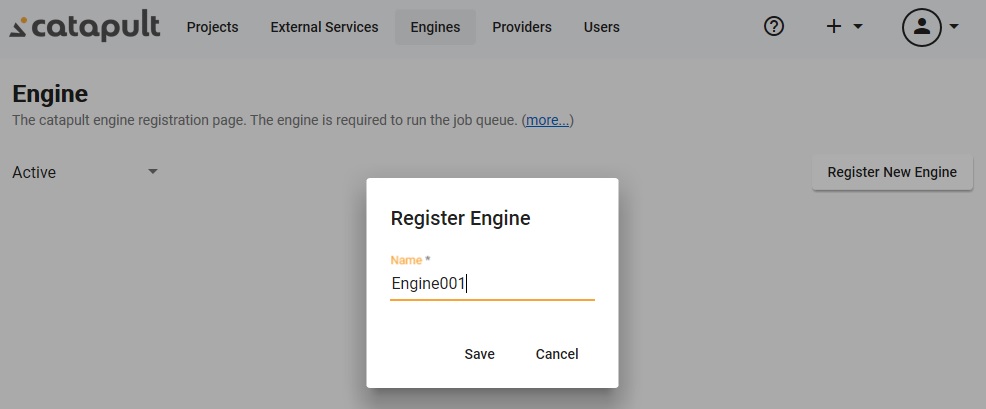 catapult Projects External Services Engines Providers Users
Engine
The catapult engine registration page. The engine is required to run the job queue. (more...)
Active Register New Engine
Register Engine
Name *
Engine001
Save Cancel